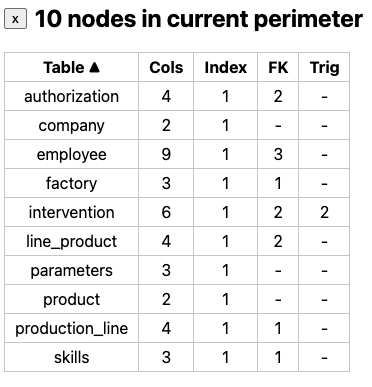 x 10 nodes in current perimeter
Table ▲ Cols Index FK Trig
authorization 4 1 2 -
company 2 1 - -
employee 9 1 3 -
factory 3 1 1 -
intervention 6 1 2 2
line_product 4 1 2 -
parameters 3 1 - -
product 2 1 - -
production_line 4 1 1 -
skills 3 1 1 -